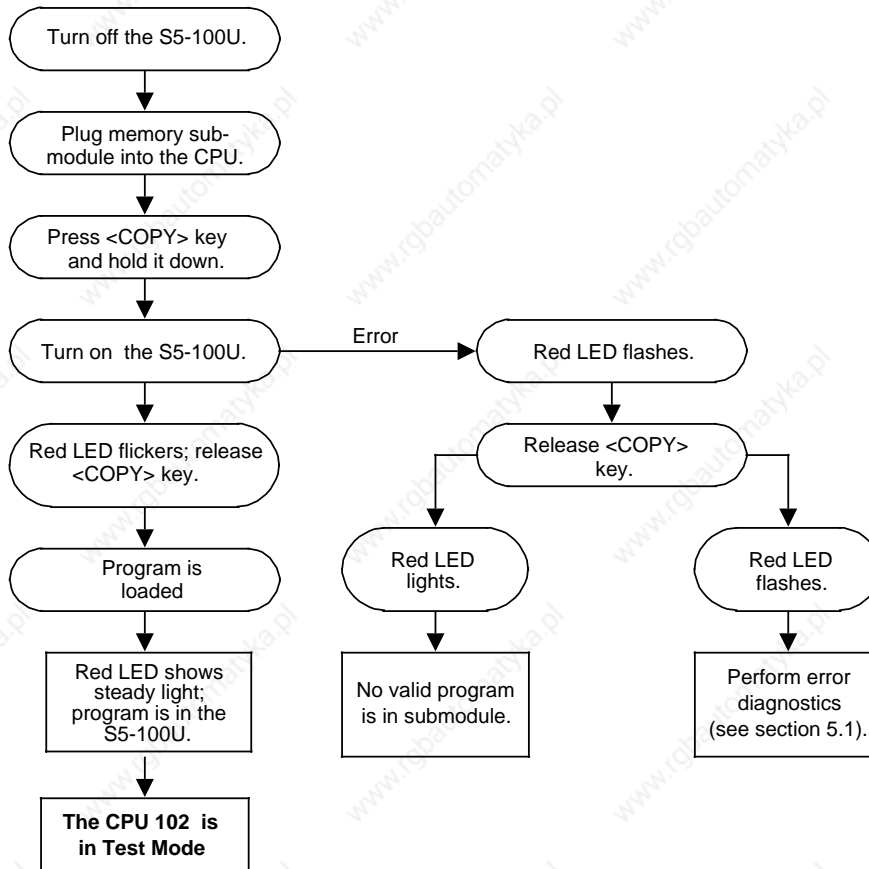 Turn off the S5-100U.
Plug memory sub-
module into the CPU.
Press <COPY> key
and hold it down.
Turn on the S5-100U.
Error
Red LED flashes.
Red LED flickers; release
<COPY> key.
Release <COPY>
key.
Program is
loaded
Red LED
lights.
Red LED
flashes.
Red LED shows
steady light;
program is in the
S5-100U.
No valid program
is in submodule.
Perform error
diagnostics
(see section 5.1).
The CPU 102 is
in Test Mode
www.rgbautomatyka.pl